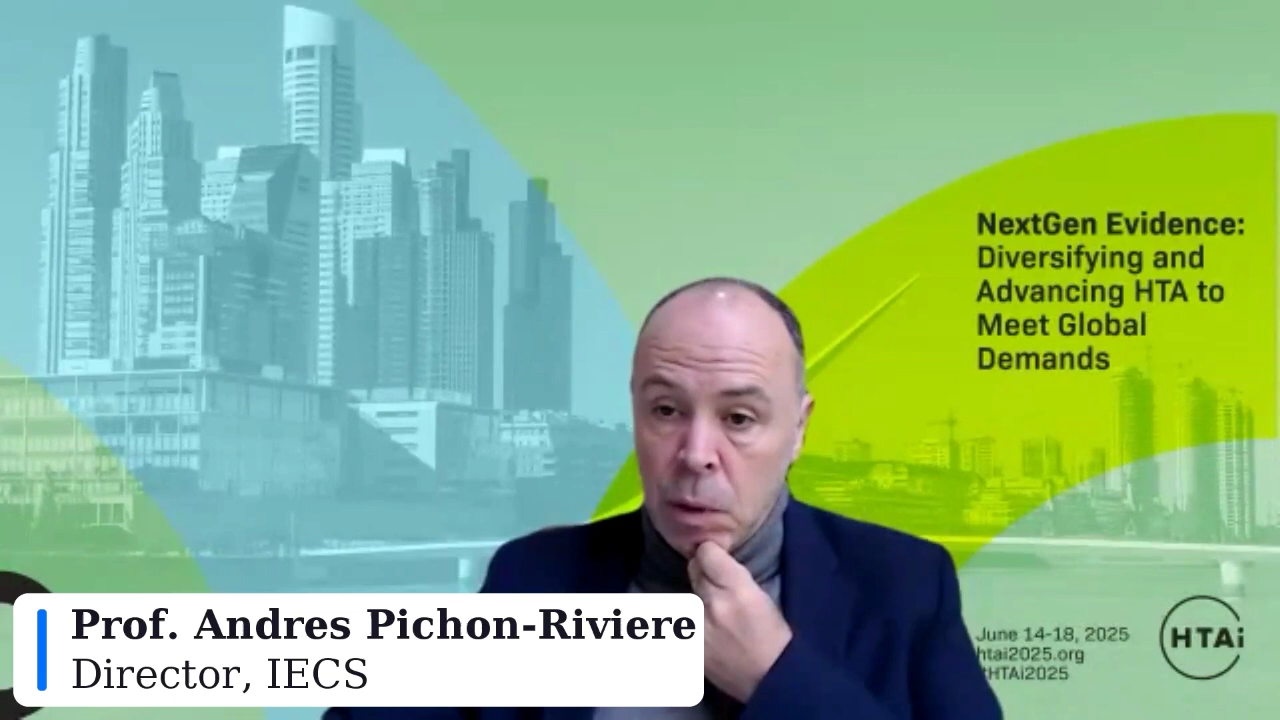 NextGen Evidence:
Diversifying and
Advancing HTA to
Meet Global
Demands
June 14-18, 2025
htai2025.org
#HTAi2025
HTAi
Prof. Andres Pichon-Riviere
Director, IECS